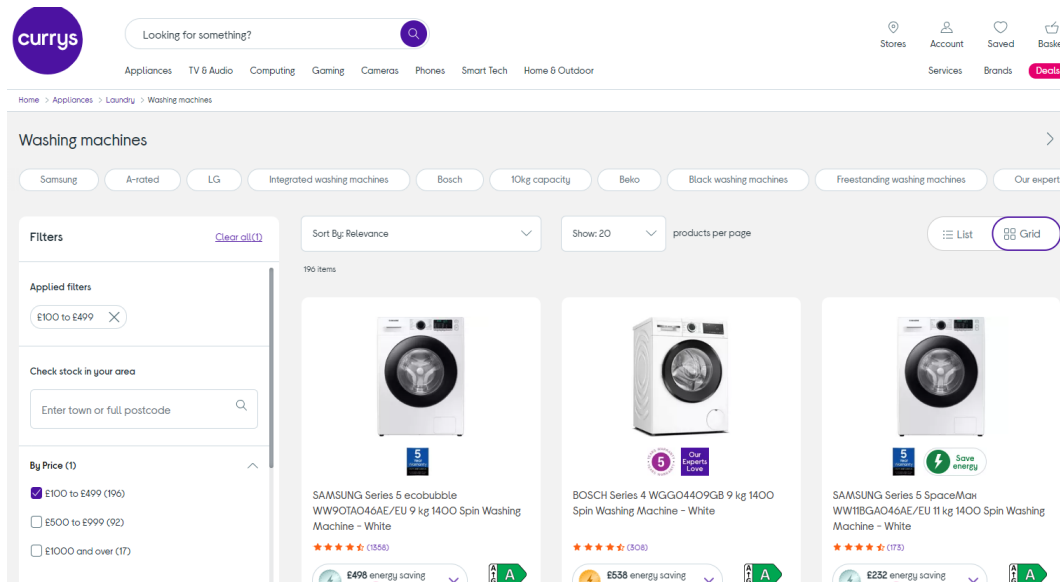 currys
Looking for something?
Stores
Account
Saved
Baske
Appliances TV & Audio Computing Gaming Cameras Phones Smart Tech Home & Outdoor
Services Brands Deals
Home > Appliances > Laundry > Washing machines
Washing machines
Samsung
A-rated
LG
Integrated washing machines
Bosch
10kg capacity
Beko
Black washing machines
Freestanding washing machines
Our expert
Filters
Clear all(1)
Applied filters
£100 to £499
Check stock in your area
Enter town or full postcode
By Price (1)
£100 to £499 (196)
£500 to £999 (92)
£1000 and over (17)
Sort By: Relevance
Show: 20
products per page
List
Grid
196 items
5
SAMSUNG Series 5 ecobubble
WW90TA046AE/EU 9 kg 1400 Spin Washing
Machine - White
(1358)
£498 energy saving
A
G
A
5
Our
Experts
Love
BOSCH Series 4 WGG04409GB 9 kg 1400
Spin Washing Machine - White
(308)
£538 energy saving
A
G
A
5
Save
energy
SAMSUNG Series 5 SpaceMax
WW11BGA046AE/EU 11 kg 1400 Spin Washing
Machine - White
(173)
£232 energy saving
A
G
A